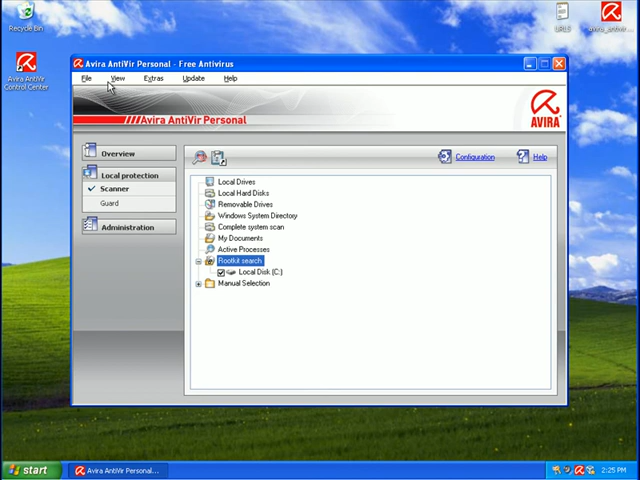 Recycle Bin
URLS
avira_antivir...
Avira AntiVir
Control Center
Avira AntiVir Personal - Free Antivirus
File View Extras Update Help
Avira AntiVir Personal
AVIRA
Overview
Local protection
Scanner
Guard
Administration
Configuration
Help
Local Drives
Local Hard Disks
Removable Drives
Windows System Directory
Complete system scan
My Documents
Active Processes
Rootkit search
Local Disk (C:)
Manual Selection
start
Avira AntiVir Personal...
2:25 PM